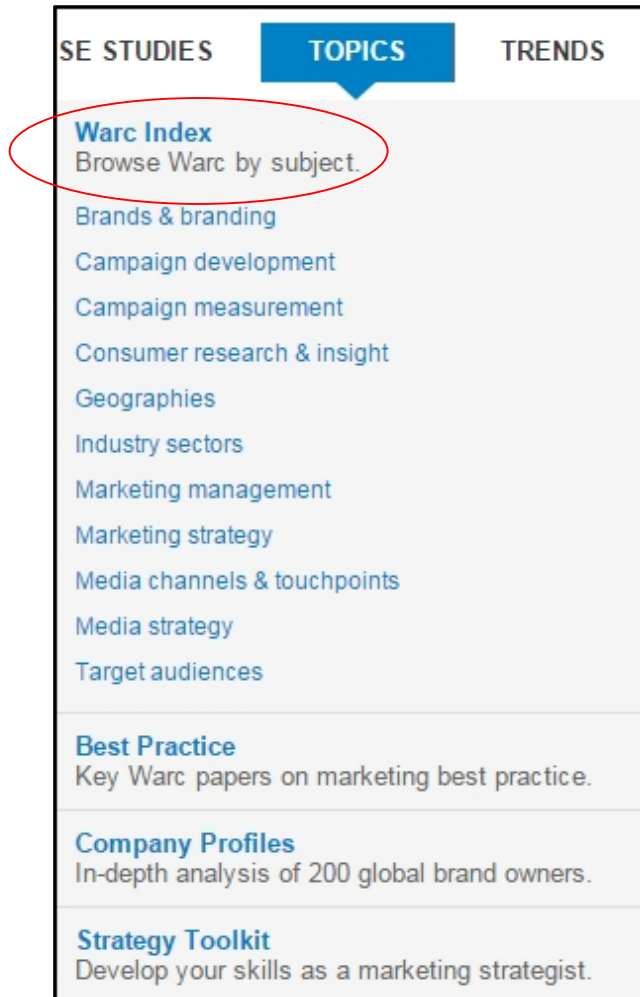 SE STUDIES TOPICS TRENDS
Warc Index
Browse Warc by subject.
Brands & branding
Campaign development
Campaign measurement
Consumer research & insight
Geographies
Industry sectors
Marketing management
Marketing strategy
Media channels & touchpoints
Media strategy
Target audiences
Best Practice
Key Warc papers on marketing best practice.
Company Profiles
In-depth analysis of 200 global brand owners.
Strategy Toolkit
Develop your skills as a marketing strategist.